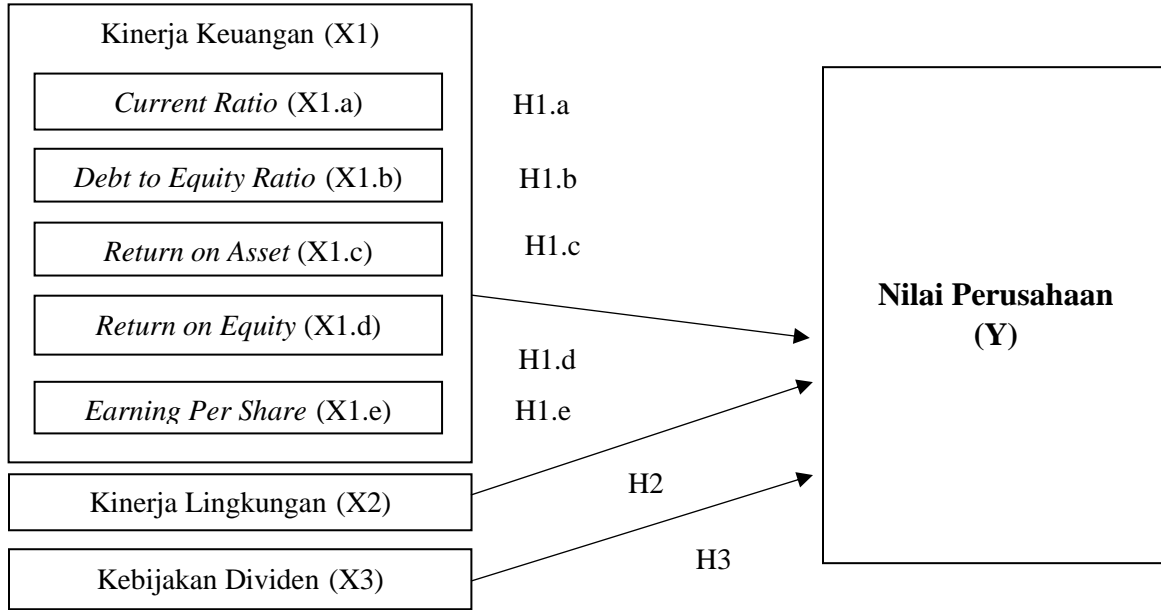 Kinerja Keuangan (X1)
Current Ratio (X1.a)
H1.a
Debt to Equity Ratio (X1.b)
H1.b
Return on Asset (X1.c)
H1.c
Return on Equity (X1.d)
H1.d
Earning Per Share (X1.e)
H1.e
Kinerja Lingkungan (X2)
H2
Kebijakan Dividen (X3)
H3
Nilai Perusahaan
(Y)